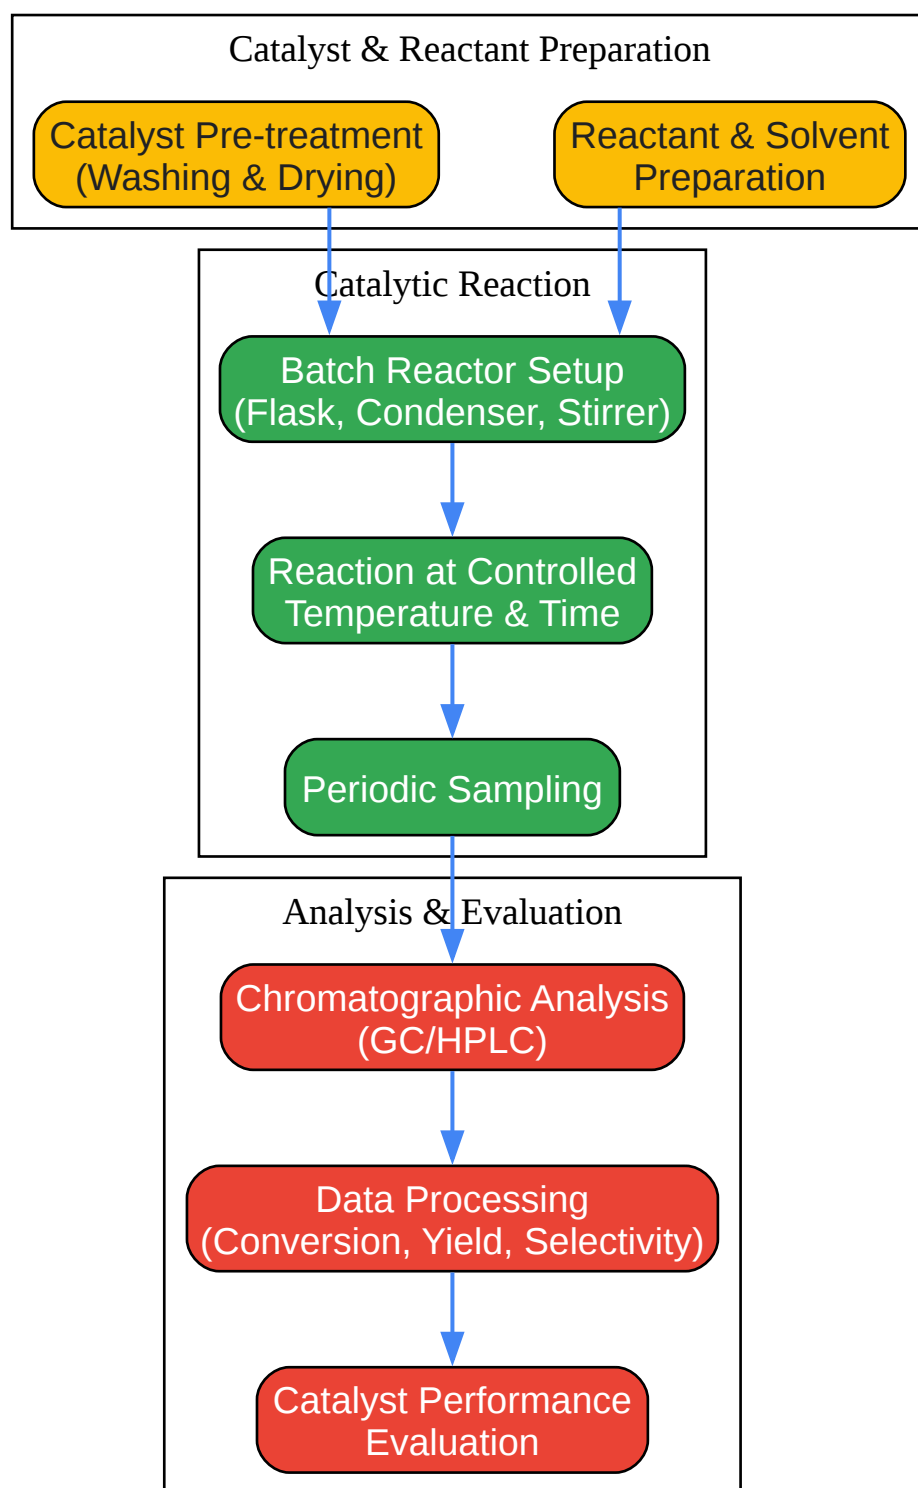 Catalyst & Reactant Preparation
Catalyst Pre-treatment
(Washing & Drying)
Reactant & Solvent
Preparation
Catalytic Reaction
Batch Reactor Setup
(Flask, Condenser, Stirrer)
Reaction at Controlled
Temperature & Time
Periodic Sampling
Analysis & Evaluation
Chromatographic Analysis
(GC/HPLC)
Data Processing
(Conversion, Yield, Selectivity)
Catalyst Performance
Evaluation